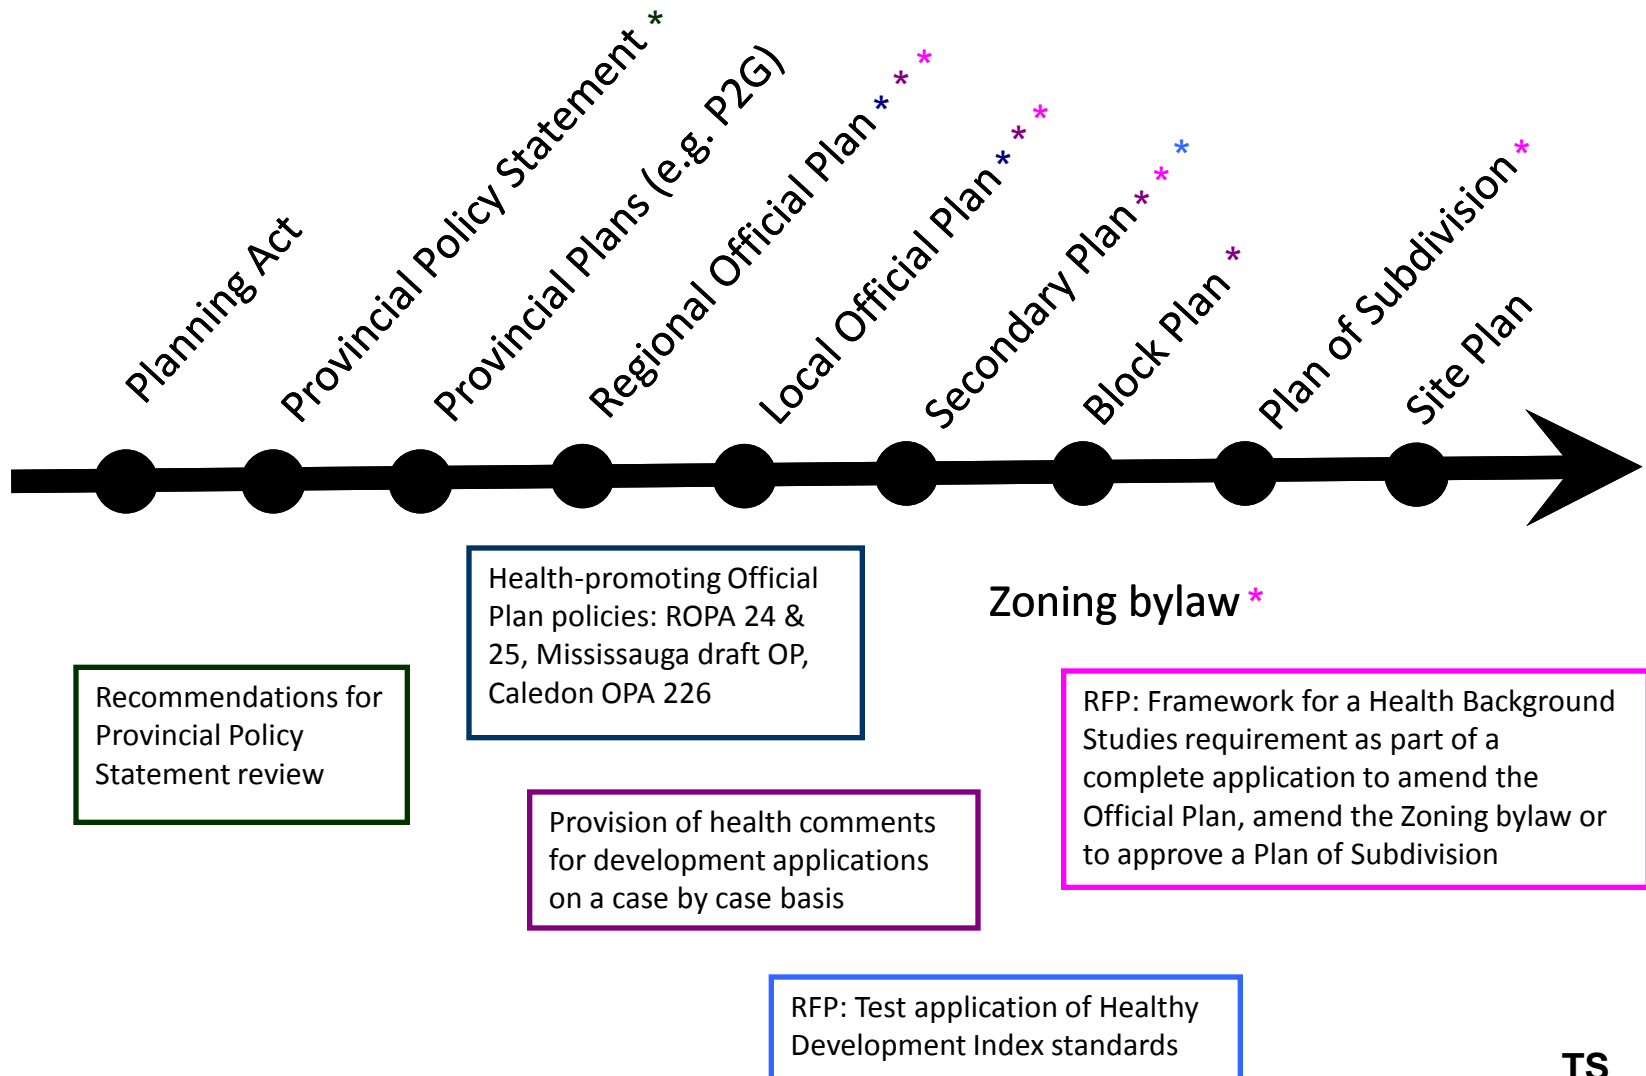 Planning Act
Provincial Policy Statement *
Provincial Plans (e.g. P2G)
Regional Official Plan * * *
Local Official Plan * * *
Secondary Plan * * *
Block Plan *
Plan of Subdivision *
Site Plan
Health-promoting Official
Plan policies: ROPA 24 &
25, Mississauga draft OP,
Caledon OPA 226
Zoning bylaw *
Recommendations for
Provincial Policy
Statement review
RFP: Framework for a Health Background
Studies requirement as part of a
complete application to amend the
Official Plan, amend the Zoning bylaw or
to approve a Plan of Subdivision
Provision of health comments
for development applications
on a case by case basis
RFP: Test application of Healthy
Development Index standards
TS